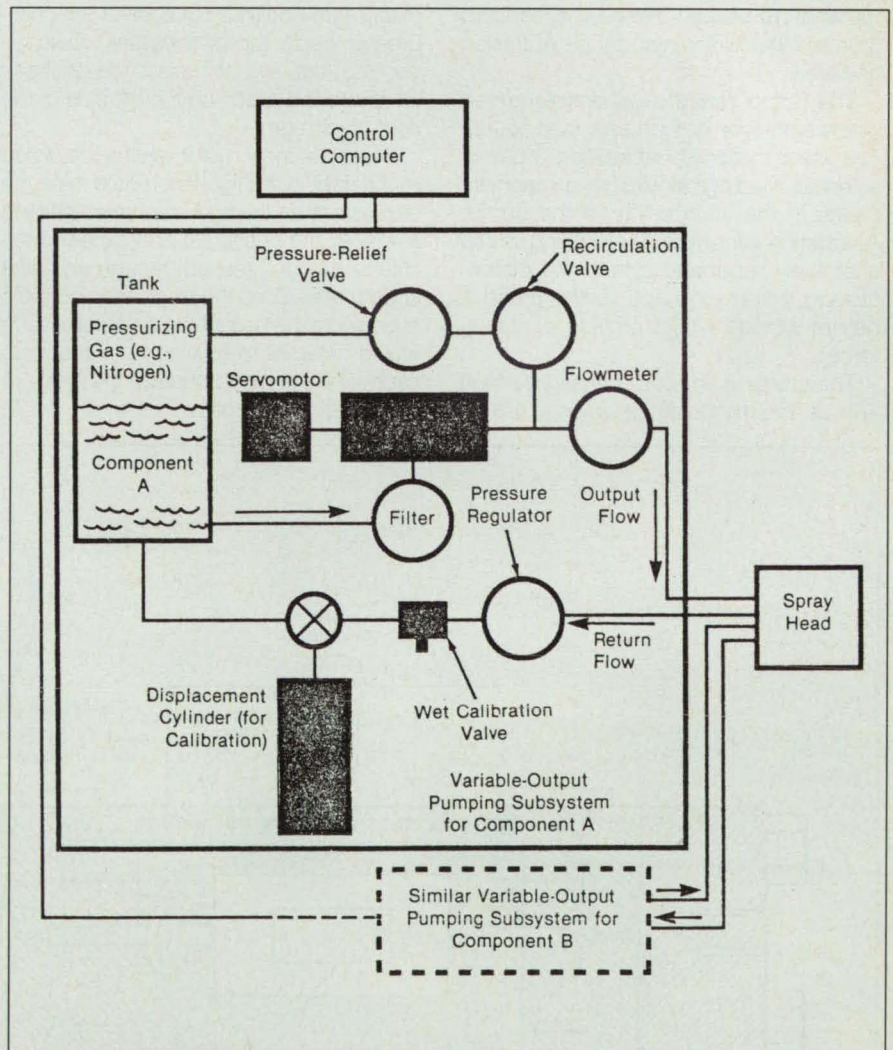 Control
Computer
Pressure-Relief
Valve
Recirculation
Valve
Tank
Pressurizing
Gas (e.g.,
Nitrogen)
Servomotor
Flowmeter
Component
A
Filter
Pressure
Regulator
Output
Flow
Spray
Head
Return
Flow
Displacement
Cylinder (for
Calibration)
Wet Calibration
Valve
Variable-Output
Pumping Subsystem
for Component A
Similar Variable-Output
Pumping Subsystem for
Component B